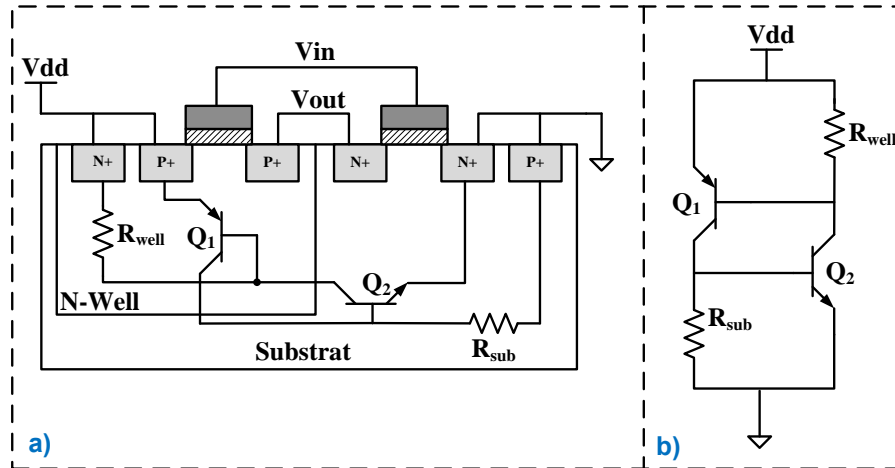 Vin
Vdd
Vout
N+ P+ P+ N+ N+ P+
Rwell
Q1
Q2
N-Well
Rsub
Substrat
a)
Vdd
Rwell
Q1
Q2
Rsub
b)